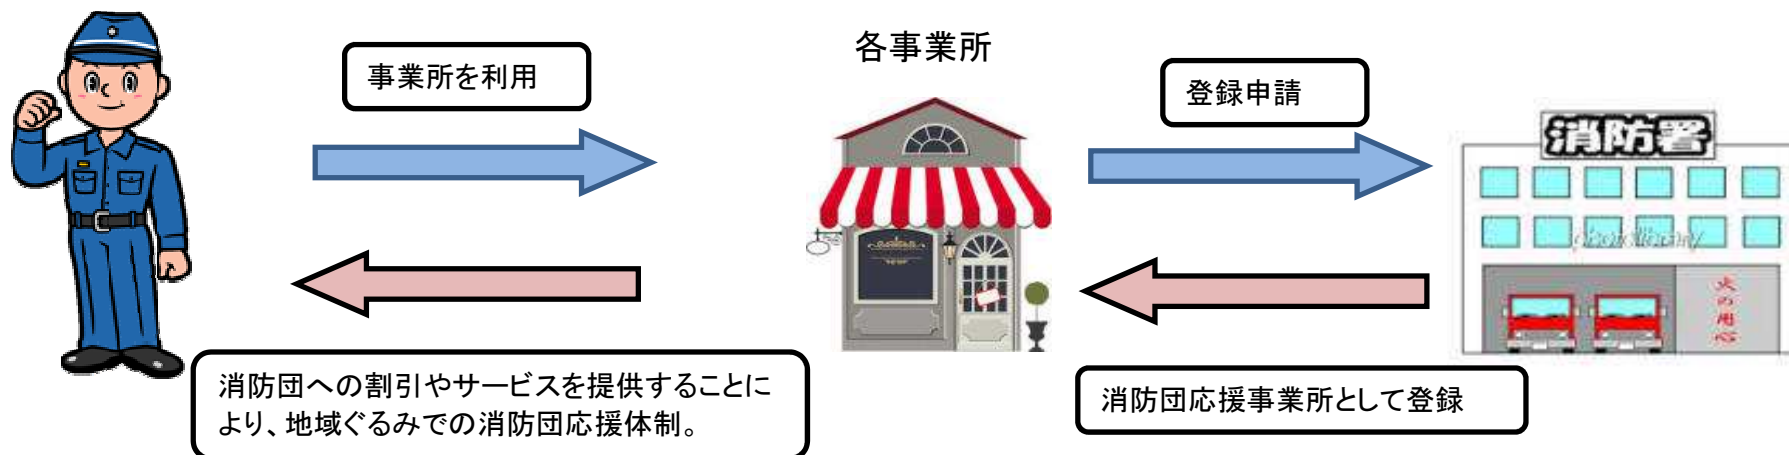 各事業所
事業所を利用
登録申請
消防署
photolibrary
火の用心
消防団への割引やサービスを提供することに
より、地域ぐるみでの消防団応援体制。
消防団応援事業所として登録